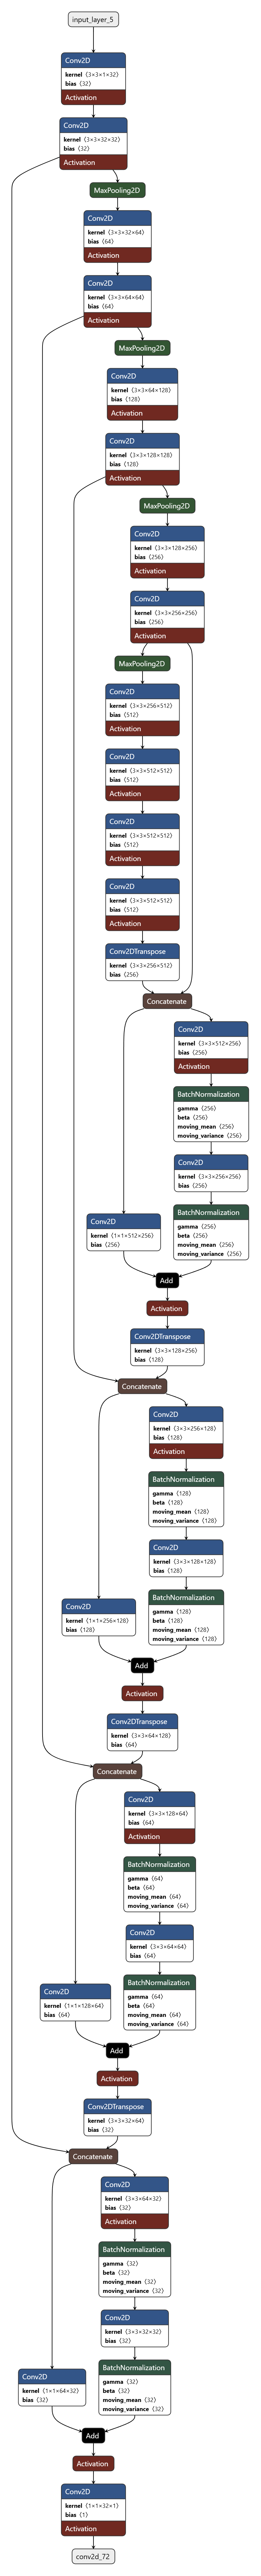 input_layer_5
Conv2D
kernel ⟨3×3×1×32⟩
bias ⟨32⟩
Activation
Conv2D
kernel ⟨3×3×32×32⟩
bias ⟨32⟩
Activation
MaxPooling2D
Conv2D
kernel ⟨3×3×32×64⟩
bias ⟨64⟩
Activation
Conv2D
kernel ⟨3×3×64×64⟩
bias ⟨64⟩
Activation
MaxPooling2D
Conv2D
kernel ⟨3×3×64×128⟩
bias ⟨128⟩
Activation
Conv2D
kernel ⟨3×3×128×128⟩
bias ⟨128⟩
Activation
MaxPooling2D
Conv2D
kernel ⟨3×3×128×256⟩
bias ⟨256⟩
Activation
Conv2D
kernel ⟨3×3×256×256⟩
bias ⟨256⟩
Activation
MaxPooling2D
Conv2D
kernel ⟨3×3×256×512⟩
bias ⟨512⟩
Activation
Conv2D
kernel ⟨3×3×512×512⟩
bias ⟨512⟩
Activation
Conv2D
kernel ⟨3×3×512×512⟩
bias ⟨512⟩
Activation
Conv2D
kernel ⟨3×3×512×512⟩
bias ⟨512⟩
Activation
Conv2DTranspose
kernel ⟨3×3×256×512⟩
bias ⟨256⟩
Concatenate
Conv2D
kernel ⟨3×3×512×256⟩
bias ⟨256⟩
Activation
BatchNormalization
gamma ⟨256⟩
beta ⟨256⟩
moving_mean ⟨256⟩
moving_variance ⟨256⟩
Conv2D
kernel ⟨3×3×256×256⟩
bias ⟨256⟩
BatchNormalization
gamma ⟨256⟩
beta ⟨256⟩
moving_mean ⟨256⟩
moving_variance ⟨256⟩
Conv2D
kernel ⟨1×1×512×256⟩
bias ⟨256⟩
Add
Activation
Conv2DTranspose
kernel ⟨3×3×128×256⟩
bias ⟨128⟩
Concatenate
Conv2D
kernel ⟨3×3×256×128⟩
bias ⟨128⟩
Activation
BatchNormalization
gamma ⟨128⟩
beta ⟨128⟩
moving_mean ⟨128⟩
moving_variance ⟨128⟩
Conv2D
kernel ⟨3×3×128×128⟩
bias ⟨128⟩
BatchNormalization
gamma ⟨128⟩
beta ⟨128⟩
moving_mean ⟨128⟩
moving_variance ⟨128⟩
Conv2D
kernel ⟨1×1×256×128⟩
bias ⟨128⟩
Add
Activation
Conv2DTranspose
kernel ⟨3×3×64×128⟩
bias ⟨64⟩
Concatenate
Conv2D
kernel ⟨3×3×128×64⟩
bias ⟨64⟩
Activation
BatchNormalization
gamma ⟨64⟩
beta ⟨64⟩
moving_mean ⟨64⟩
moving_variance ⟨64⟩
Conv2D
kernel ⟨3×3×64×64⟩
bias ⟨64⟩
BatchNormalization
gamma ⟨64⟩
beta ⟨64⟩
moving_mean ⟨64⟩
moving_variance ⟨64⟩
Conv2D
kernel ⟨1×1×128×64⟩
bias ⟨64⟩
Add
Activation
Conv2DTranspose
kernel ⟨3×3×32×64⟩
bias ⟨32⟩
Concatenate
Conv2D
kernel ⟨3×3×64×32⟩
bias ⟨32⟩
Activation
BatchNormalization
gamma ⟨32⟩
beta ⟨32⟩
moving_mean ⟨32⟩
moving_variance ⟨32⟩
Conv2D
kernel ⟨3×3×32×32⟩
bias ⟨32⟩
BatchNormalization
gamma ⟨32⟩
beta ⟨32⟩
moving_mean ⟨32⟩
moving_variance ⟨32⟩
Conv2D
kernel ⟨1×1×64×32⟩
bias ⟨32⟩
Add
Activation
Conv2D
kernel ⟨1×1×32×1⟩
bias ⟨1⟩
Activation
conv2d_72